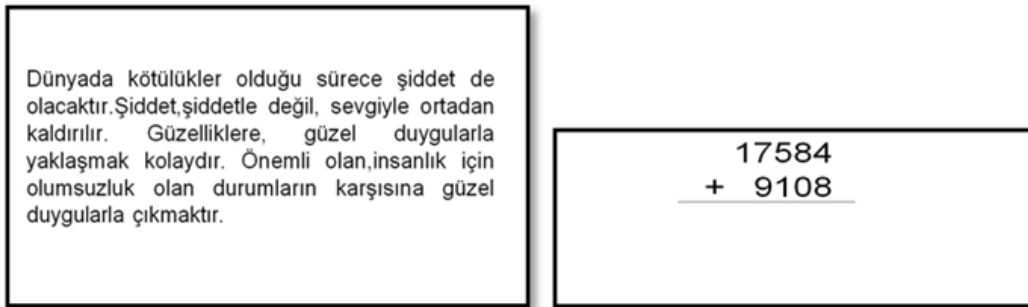 Dünyada kötülükler olduğu sürece şiddet de
olacaktır.Şiddet,şiddetle değil, sevgiyle ortadan
kaldırılır. Güzelliklere, güzel duygularla
yaklaşmak kolaydır. Önemli olan,insanlık için
olumsuzluk olan durumların karşısına güzel
duygularla çıkmaktır.
17584
+ 9108